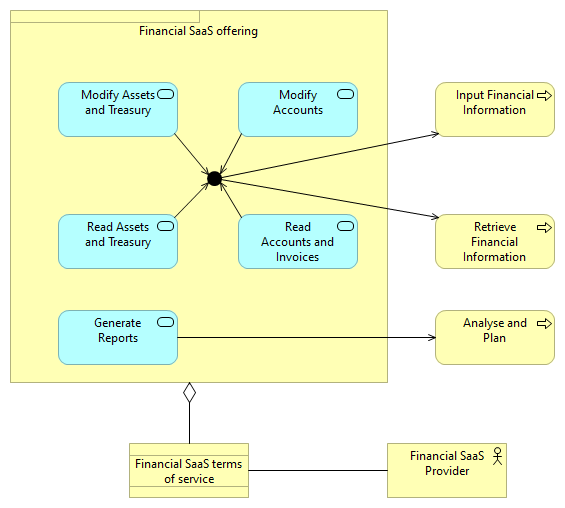 Financial SaaS offering
Modify Assets
and Treasury
Modify
Accounts
Input Financial
Information
Read Assets
and Treasury
Read
Accounts and
Invoices
Retrieve
Financial
Information
Generate
Reports
Analyse and
Plan
Financial SaaS terms
of service
Financial SaaS
Provider